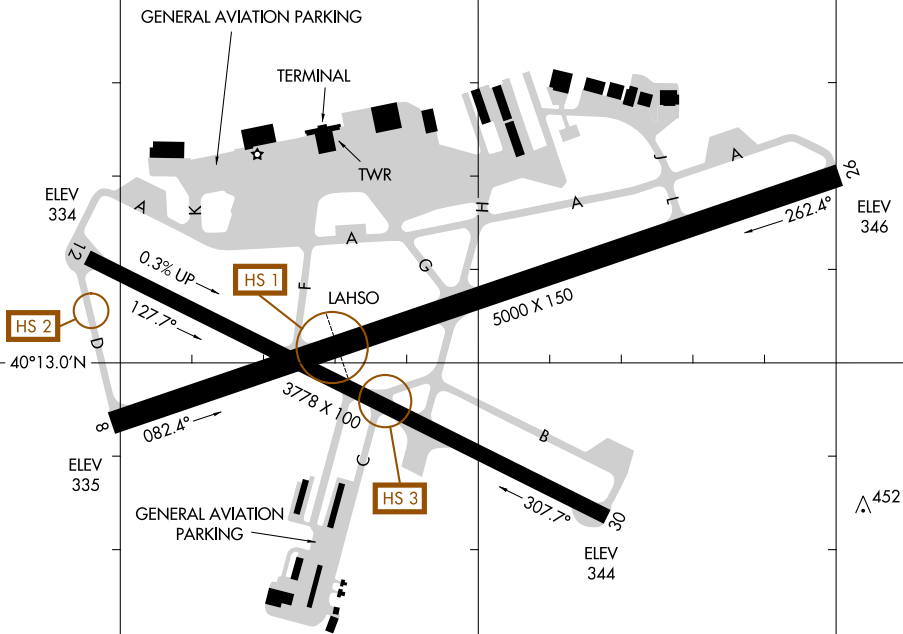 GENERAL AVIATION PARKING
TERMINAL
TWR
J
A
26
L
A
H
ELEV
346
262.4°
ELEV
334
A
K
A
12
0.3% UP
127.7°
HS 1
F
G
LAHSO
5000 X 150
HS 2
D
40°13.0'N
3778 X 100
8
082.4°
ELEV
335
C
B
HS 3
GENERAL AVIATION
PARKING
307.7°
30
ELEV
344
452